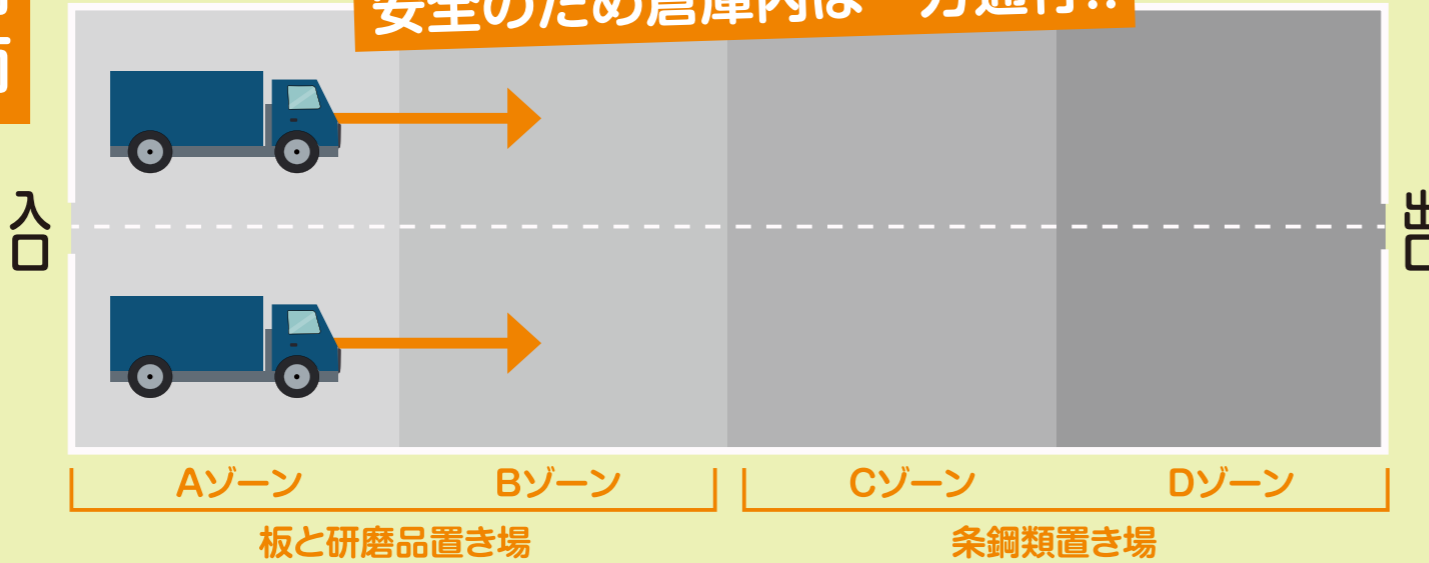 安全のため倉庫内は一方通行!!
入口
出口
Aゾーン
Bゾーン
Cゾーン
Dゾーン
板と研磨品置き場
条鋼類置き場